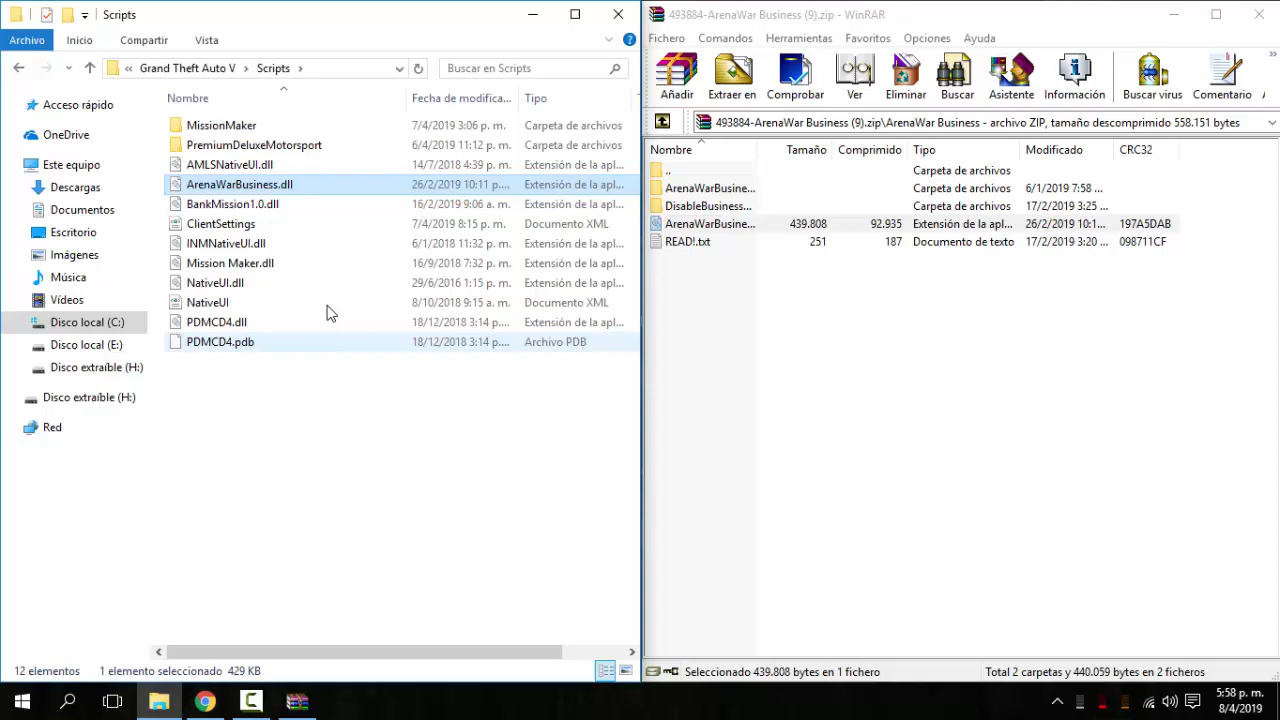 Scripts
Archivo Inicio Compartir Vista
« Grand Theft Auto V › Scripts › Buscar en Scripts
Acceso rápido
OneDrive
Este equipo
Descargas
Documentos
Escritorio
Imágenes
Música
Vídeos
Disco local (C:)
Disco local (E:)
Disco extraíble (H:)
Disco extraíble (H:)
Red
Nombre Fecha de modifica... Tipo
MissionMaker 7/4/2019 3:06 p. m. Carpeta de archivos
PremiumDeluxeMotorsport 6/4/2019 11:12 p. m. Carpeta de archivos
AMLSNativeUI.dll 14/7/2018 4:39 p. m. Extensión de la apl...
ArenaWarBusiness.dll 26/2/2019 10:11 p.... Extensión de la apl...
BankMission1.0.dll 16/2/2019 9:06 a. m. Extensión de la apl...
ClientSettings 7/4/2019 8:15 p. m. Documento XML
INMNativeUI.dll 6/1/2018 11:32 p. m. Extensión de la apl...
Mission Maker.dll 16/9/2018 7:32 p. m. Extensión de la apl...
NativeUI.dll 29/6/2016 1:15 p. m. Extensión de la apl...
NativeUI 8/10/2018 9:15 a. m. Documento XML
PDMCD4.dll 18/12/2018 3:14 p.... Extensión de la apl...
PDMCD4.pdb 18/12/2018 3:14 p.... Archivo PDB
12 elementos 1 elemento seleccionado 429 KB
493884-ArenaWar Business (9).zip - WinRAR
Fichero Comandos Herramientas Favoritos Opciones Ayuda
Añadir Extraer en Comprobar Ver Eliminar Buscar Asistente Información Buscar virus Comentario
493884-ArenaWar Business (9).zip\ArenaWar Business - archivo ZIP, tamaño descomprimido 558.151 bytes
Nombre Tamaño Comprimido Tipo Modificado CRC32
.. Carpeta de archivos
ArenaWarBusine... Carpeta de archivos 6/1/2019 7:58 ...
DisableBusiness... Carpeta de archivos 17/2/2019 3:25 ...
ArenaWarBusine... 439.808 92.935 Extensión de la apl... 26/2/2019 10:1... 197A5DAB
READ!.txt 251 187 Documento de texto 17/2/2019 3:20 ... 098711CF
Seleccionado 439.808 bytes en 1 fichero Total 2 carpetas y 440.059 bytes en 2 ficheros
5:58 p. m.
8/4/2019